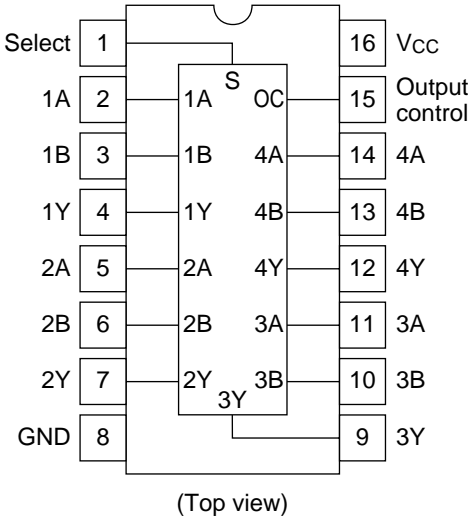 Select 1 S 16 VCC
1A 2 1A OC 15 Output control
1B 3 1B 4A 14 4A
1Y 4 1Y 4B 13 4B
2A 5 2A 4Y 12 4Y
2B 6 2B 3A 11 3A
2Y 7 2Y 3B 10 3B
GND 8 3Y 9 3Y
(Top view)